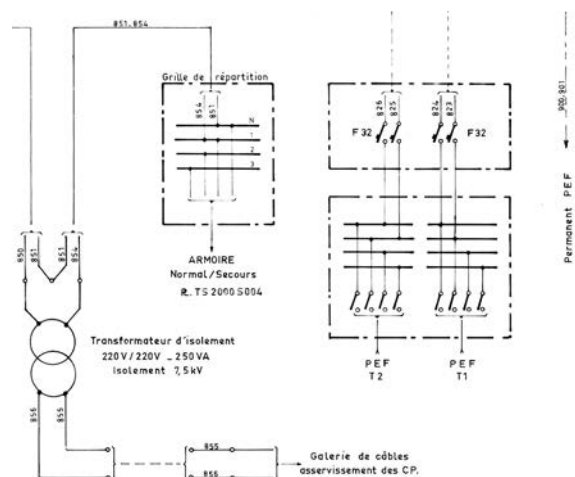 851.854
Grille de répartition
854
851
N
1
2
3
ARMOIRE
Normal/Secours
R. TS 2000 S004
850
851
851
854
Transformateur d'isolement
220V/220V _ 250VA
Isolement 7,5kV
856
855
855
856
Galerie de câbles
asservissement des CP.
826
825
824
823
F32
F32
PEF
T2
PEF
T1
900.901
Permanent PEF